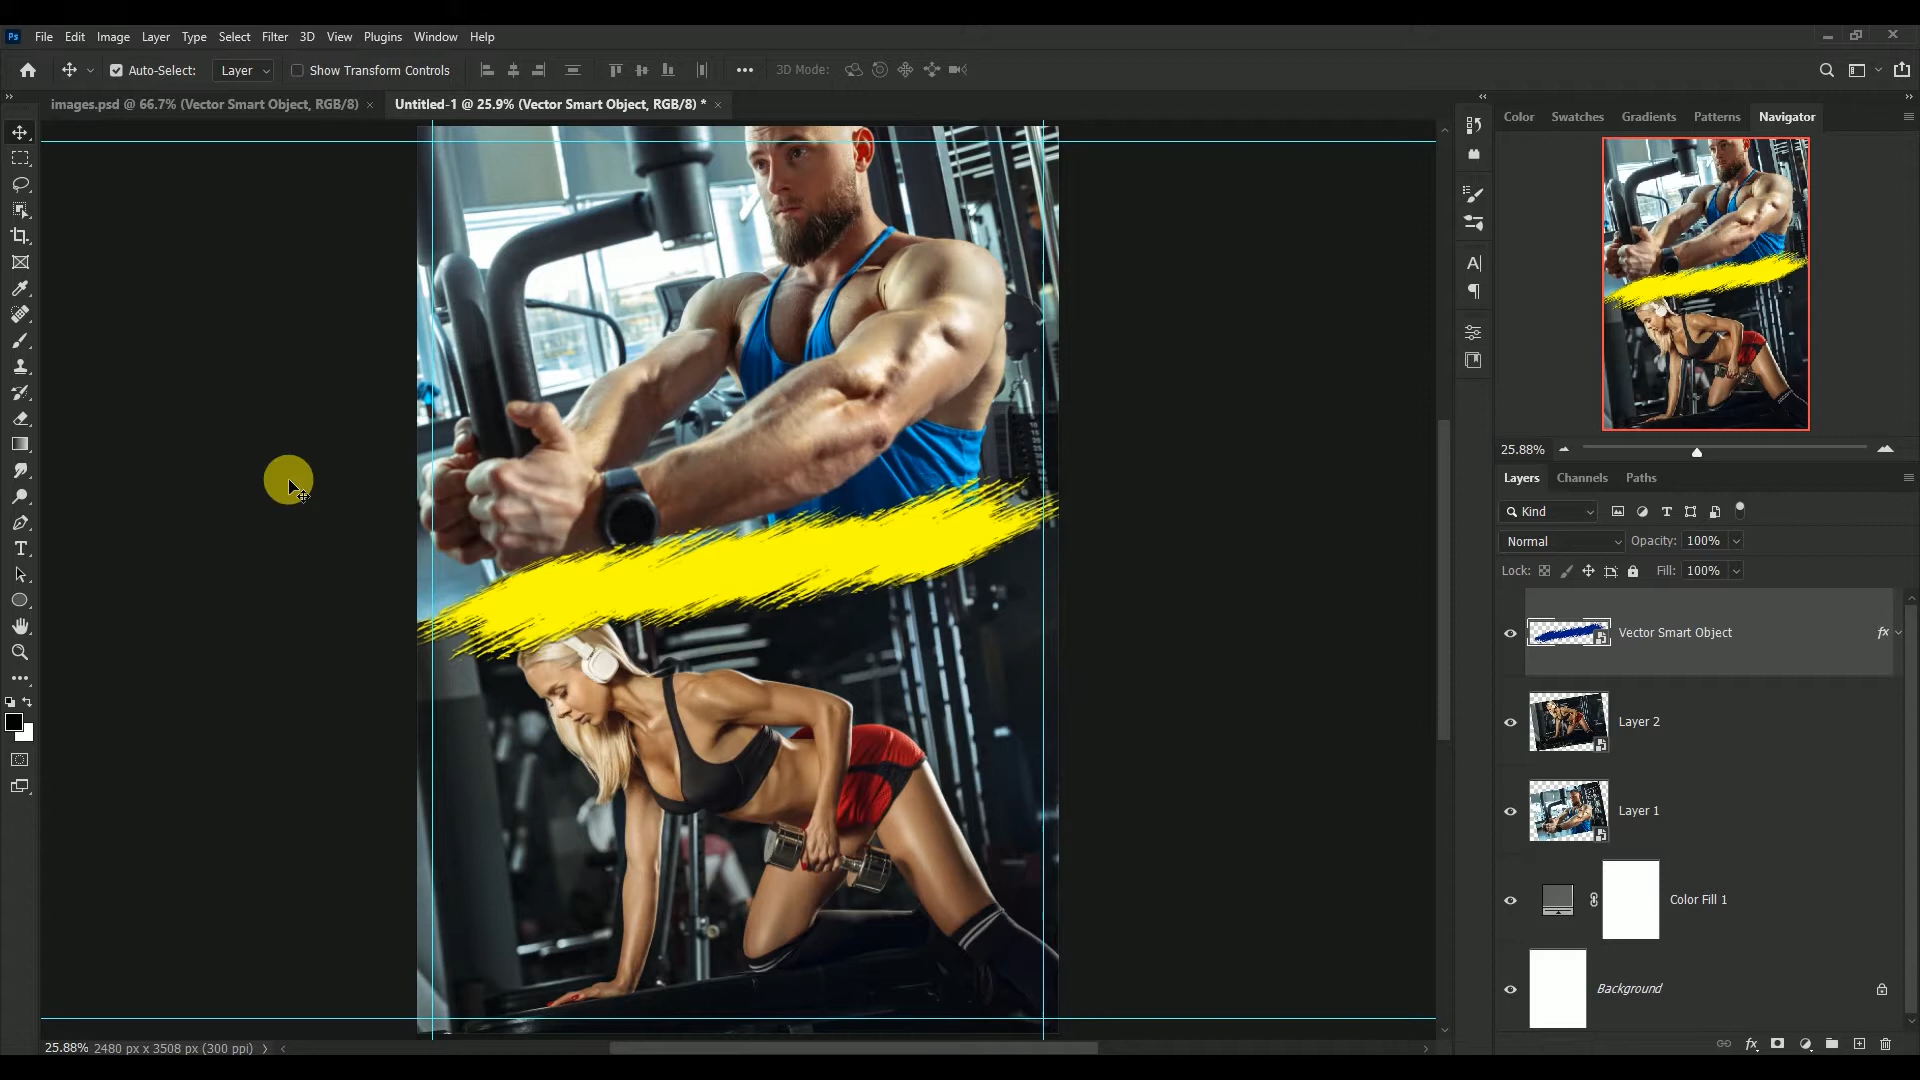 Ps File Edit Image Layer Type Select Filter 3D View Plugins Window Help
Auto-Select: Layer Show Transform Controls 3D Mode:
images.psd @ 66.7% (Vector Smart Object, RGB/8) Untitled-1 @ 25.9% (Vector Smart Object, RGB/8) *
Color Swatches Gradients Patterns Navigator
25.88%
Layers Channels Paths
Kind
Normal Opacity: 100%
Lock: Fill: 100%
Vector Smart Object fx
Layer 2
Layer 1
Color Fill 1
Background
25.88% 2480 px x 3508 px (300 ppi)
fx